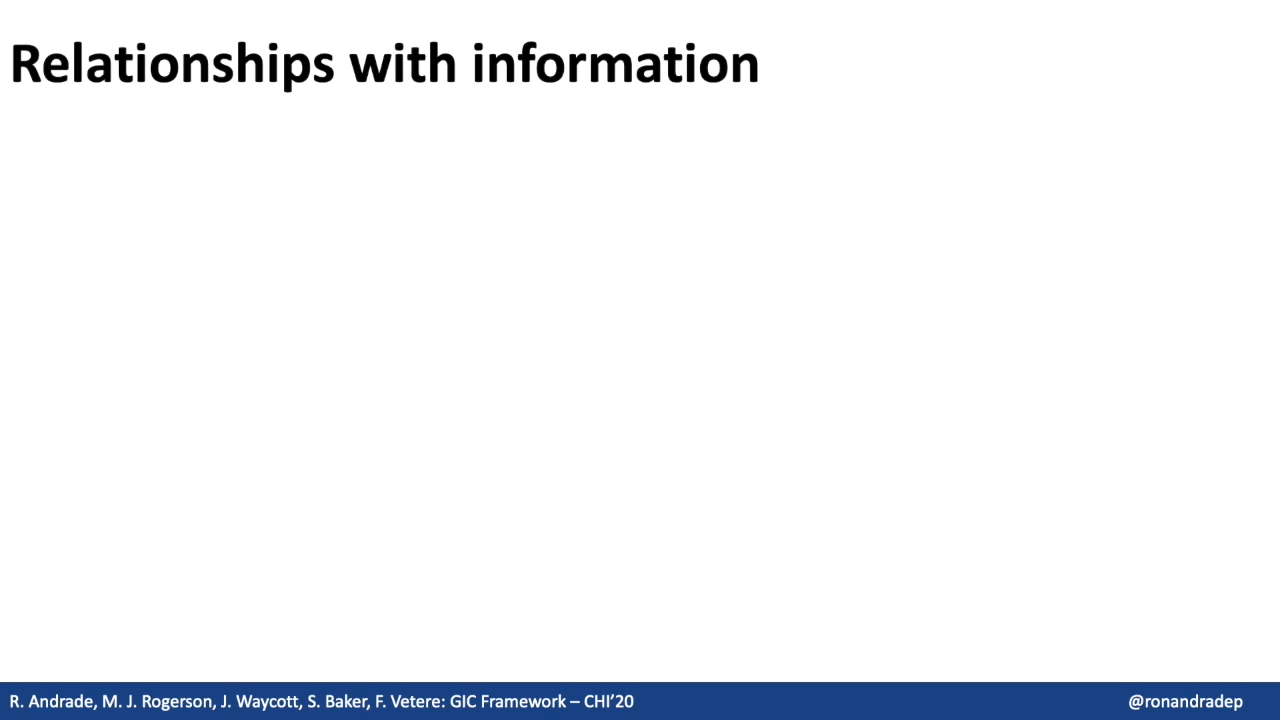 Relationships with information
R. Andrade, M. J. Rogerson, J. Waycott, S. Baker, F. Vetere: GIC Framework – CHI’20
@ronandradep